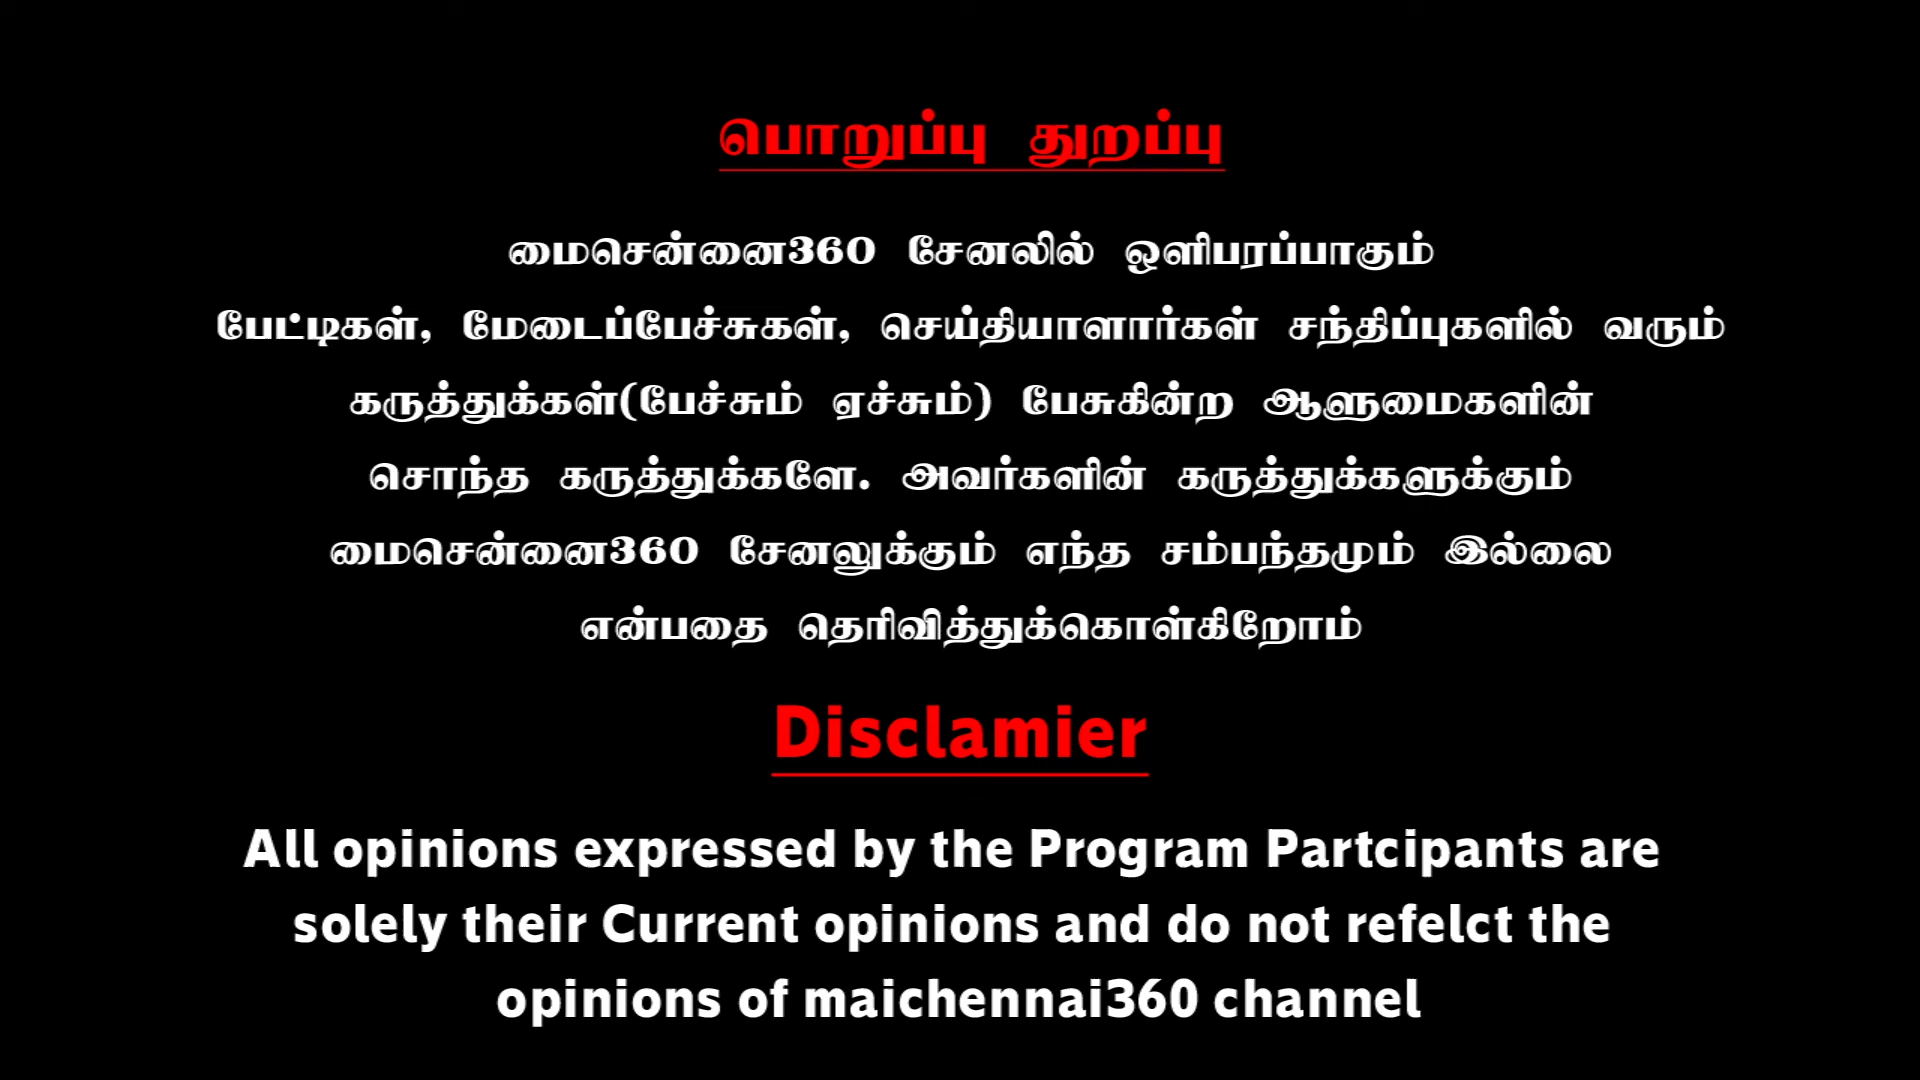 பொறுப்பு துறப்பு
மைசென்னை360 சேனலில் ஒளிபரப்பாகும்
பேட்டிகள், மேடைப்பேச்சுகள், செய்தியாளார்கள் சந்திப்புகளில் வரும்
கருத்துக்கள்(பேச்சும் ஏச்சும்) பேசுகின்ற ஆளுமைகளின்
சொந்த கருத்துக்களே. அவர்களின் கருத்துக்களுக்கும்
மைசென்னை360 சேனலுக்கும் எந்த சம்பந்தமும் இல்லை
என்பதை தெரிவித்துக்கொள்கிறோம்
Disclamier
All opinions expressed by the Program Partcipants are
solely their Current opinions and do not refelct the
opinions of maichennai360 channel